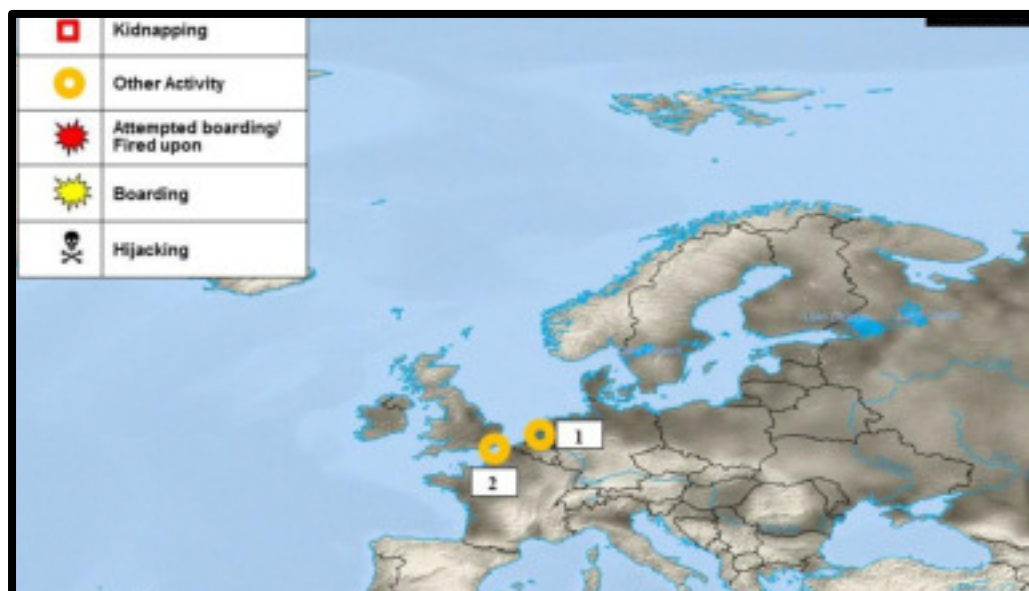 Kidnapping
Other Activity
Attempted boarding/
Fired upon
Boarding
Hijacking
1
2